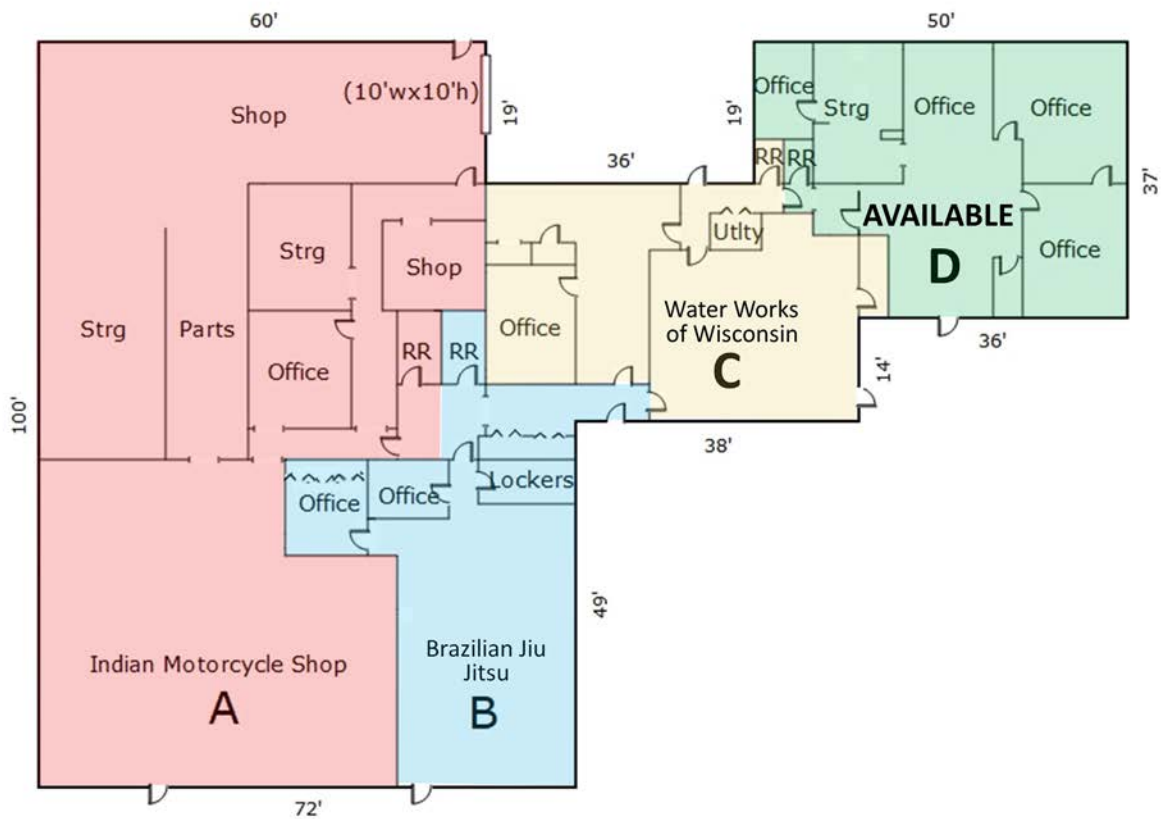 60'
50'
(10'wx10'h)
Shop
19'
19'
Office
Strg
Office
Office
36'
RR
RR
37'
AVAILABLE
D
Utlty
Strg
Shop
Office
Strg
Parts
Office
Water Works
of Wisconsin
C
RR
RR
Office
36'
14'
100'
38'
Lockers
Office
Office
49'
Indian Motorcycle Shop
A
Brazilian Jiu
Jitsu
B
72'